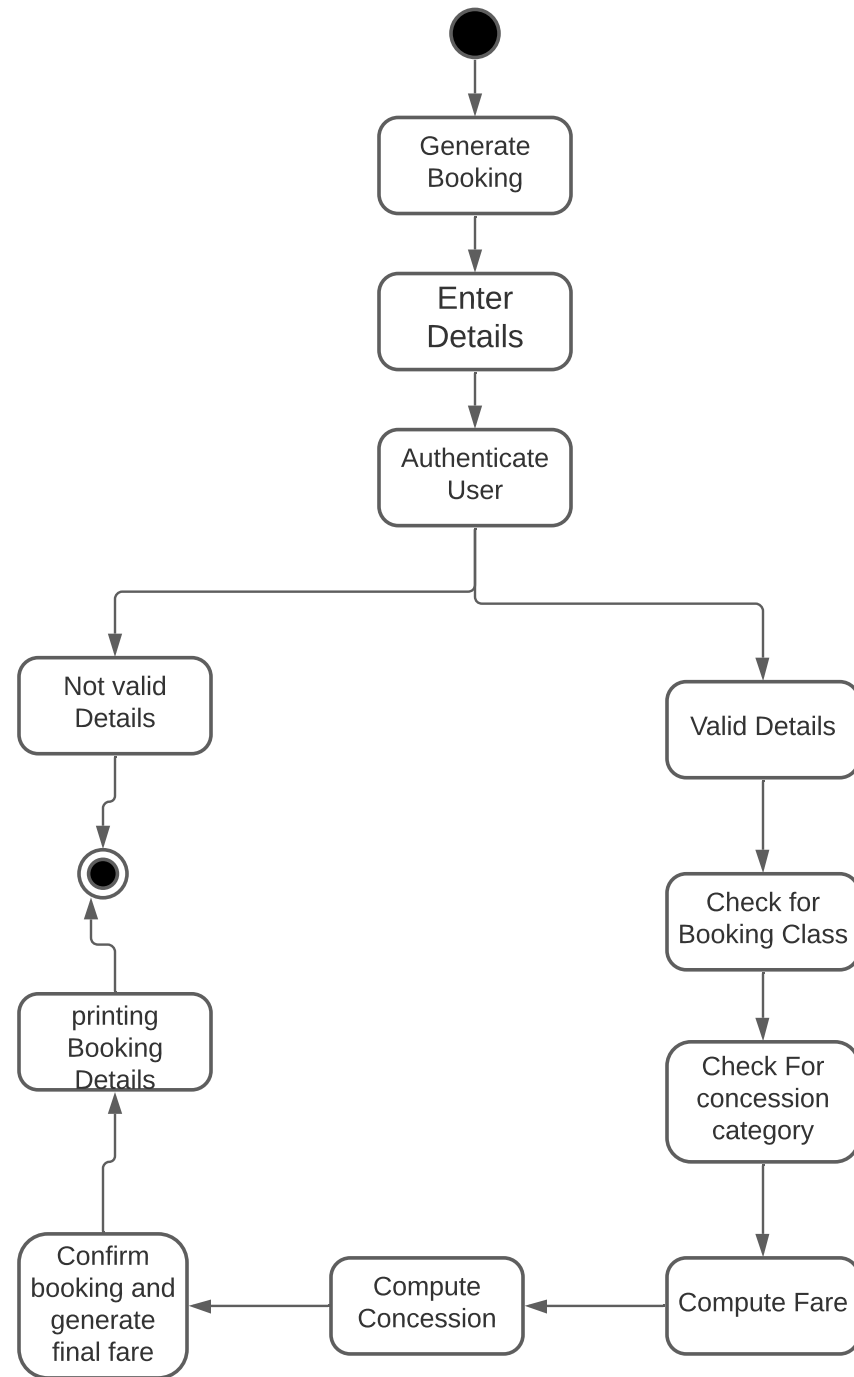 Generate
Booking
Enter
Details
Authenticate
User
Not valid
Details
Valid Details
Check for
Booking Class
printing
Booking
Details
Check For
concession
category
Confirm
booking and
generate
final fare
Compute
Concession
Compute Fare